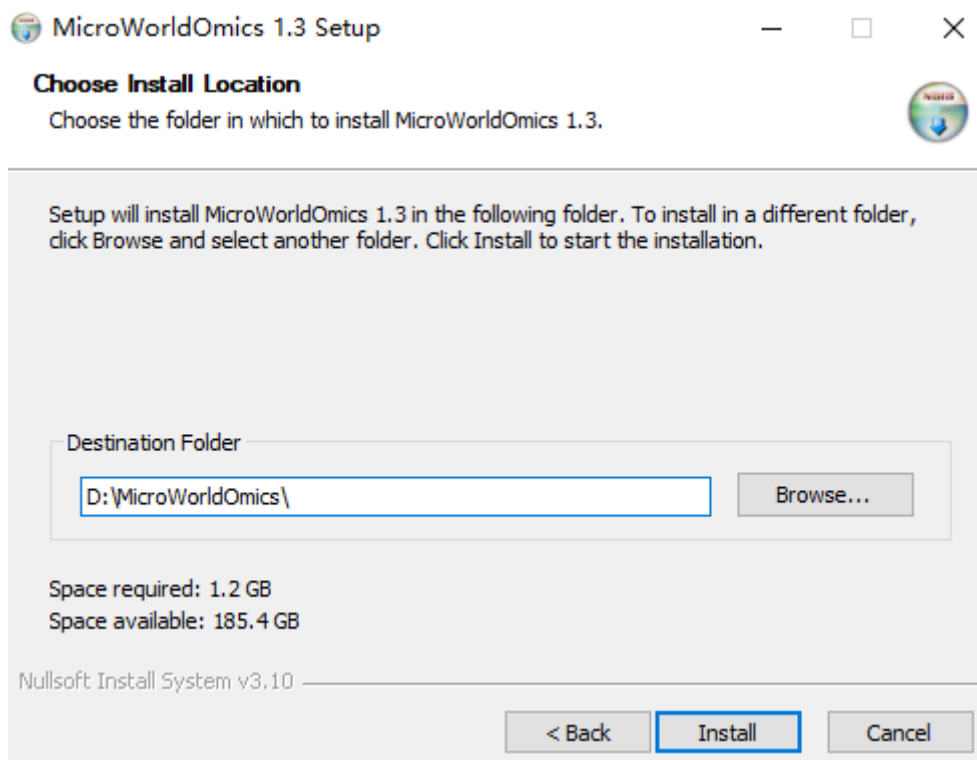 MicroWorldOmics 1.3 Setup
Choose Install Location
Choose the folder in which to install MicroWorldOmics 1.3.
NSIS
Setup will install MicroWorldOmics 1.3 in the following folder. To install in a different folder,
click Browse and select another folder. Click Install to start the installation.
Destination Folder
D:\MicroWorldOmics\
Browse...
Space required: 1.2 GB
Space available: 185.4 GB
Nullsoft Install System v3.10
< Back
Install
Cancel